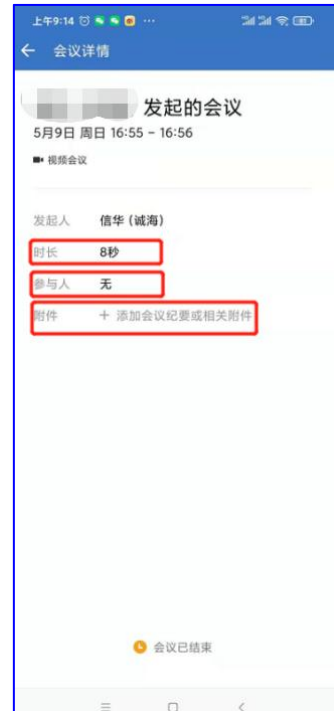 上午9:14
会议详情
发起的会议
5月9日 周日 16:55 - 16:56
视频会议
发起人 信华 (诚海)
时长 8秒
参与人 无
附件 + 添加会议纪要或相关附件
会议已结束